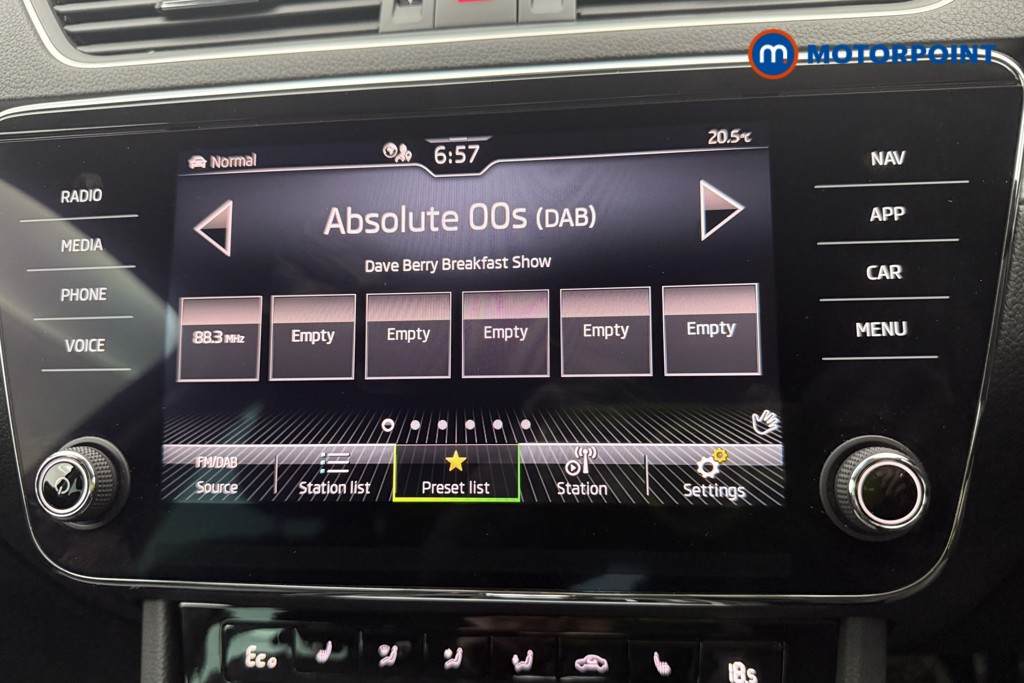 MOTORPOINT
Normal
6:57
20.5°C
RADIO
MEDIA
PHONE
VOICE
Absolute 00s (DAB)
Dave Berry Breakfast Show
88.3 MHz
Empty
Empty
Empty
Empty
Empty
FM/DAB
Source
Station list
Preset list
Station
Settings
NAV
APP
CAR
MENU
Eco